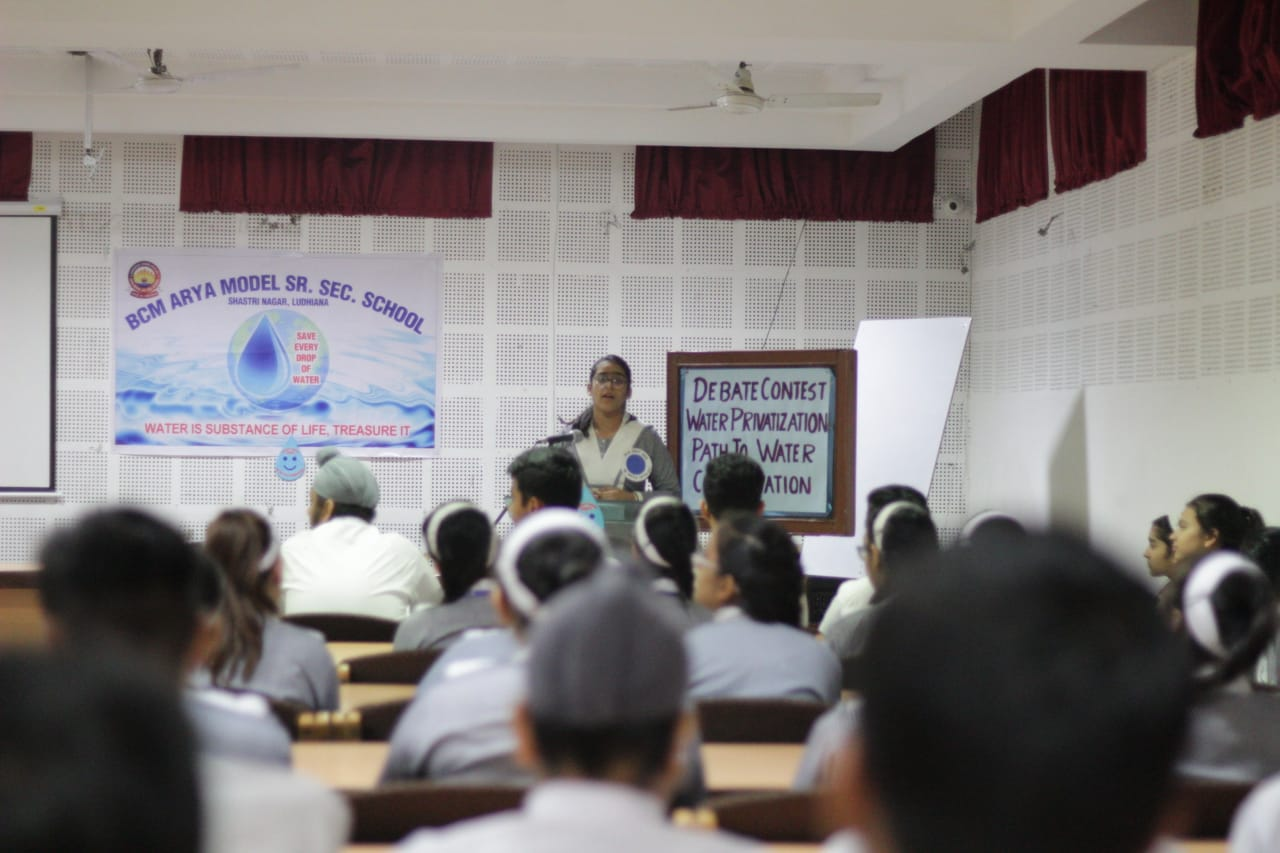 BCM ARYA MODEL SR. SEC. SCHOOL
SHASTRI NAGAR, LUDHIANA
SAVE
EVERY
DROP
OF
WATER
WATER IS SUBSTANCE OF LIFE, TREASURE IT
DEBATE CONTEST
WATER PRIVATIZATION
PATH TO WATER